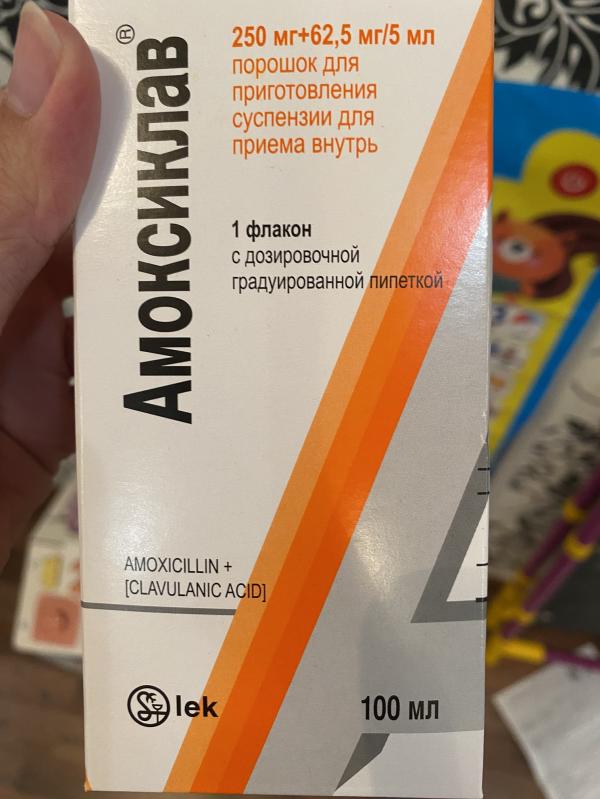 Амоксиклав®
250 мг+62,5 мг/5 мл
порошок для
приготовления
суспензии для
приема внутрь
1 флакон
с дозировочной
градуированной пипеткой
AMOXICILLIN +
[CLAVULANIC ACID]
lek
100 мл